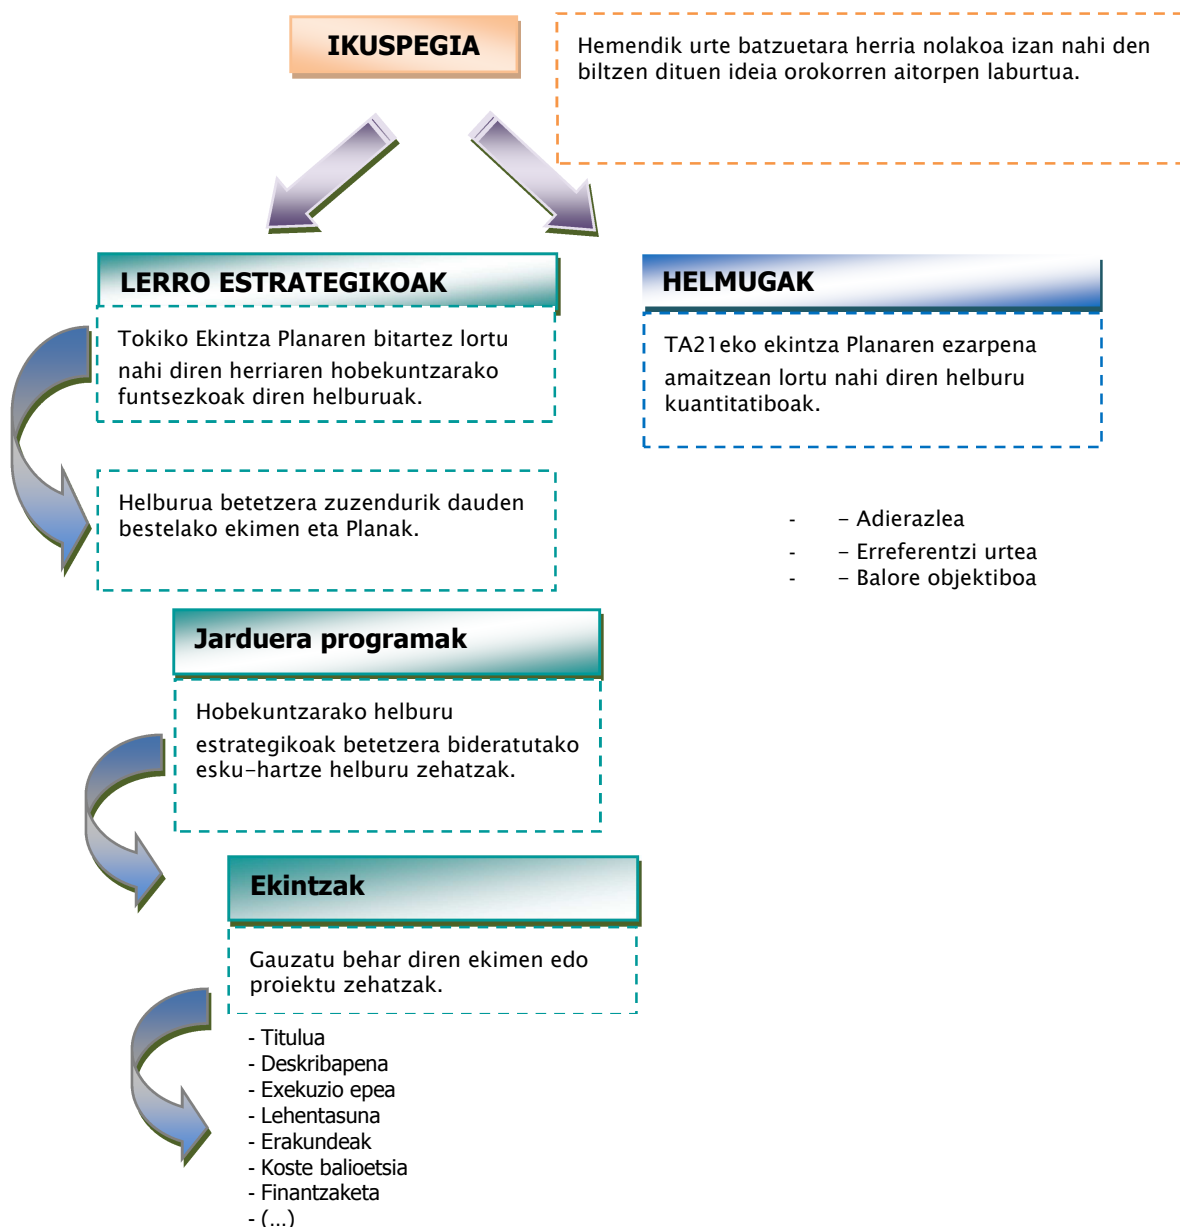 IKUSPEGIA
Hemendik urte batzuetara herria nolakoa izan nahi den
biltzen dituen ideia orokorren aitorpen laburtua.
LERRO ESTRATEGIKOAK
Tokiko Ekintza Planaren bitartez lortu
nahi diren herriaren hobekuntzarako
funtsezkoak diren helburuak.
HELMUGAK
TA21eko ekintza Planaren ezarpena
amaitzean lortu nahi diren helburu
kuantitatiboak.
Helburua betetzera zuzendurik dauden
bestelako ekimen eta Planak.
- – Adierazlea
- – Erreferentzi urtea
- – Balore objektiboa
Jarduera programak
Hobekuntzarako helburu
estrategikoak betetzera bideratutako
esku-hartze helburu zehatzak.
Ekintzak
Gauzatu behar diren ekimen edo
proiektu zehatzak.
- Titulua
- Deskribapena
- Exekuzio epea
- Lehentasuna
- Erakundeak
- Koste balioetsia
- Finantzaketa
- (...)